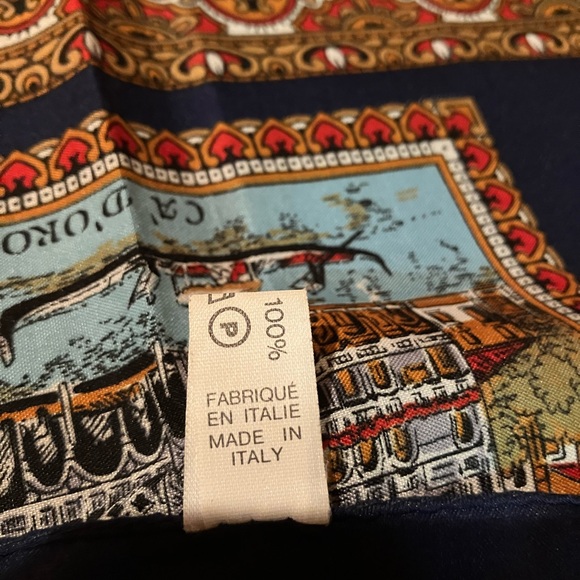 CA' D'ORO
100%
P
FABRIQUÉ
EN ITALIE
MADE IN
ITALY